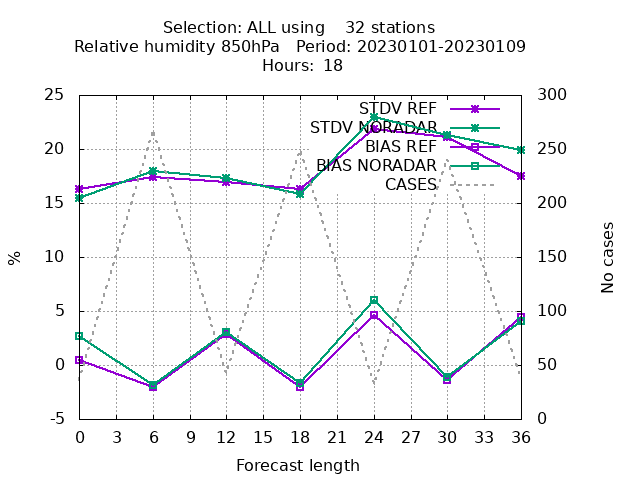 Selection: ALL using    32 stations
Relative humidity 850hPa   Period: 20230101-20230109
Hours: 18
25
20
15
10
5
0
-5
%
300
250
200
150
100
50
0
No cases
STDV REF
STDV NORADAR
BIAS REF
BIAS NORADAR
CASES
0 3 6 9 12 15 18 21 24 27 30 33 36
Forecast length